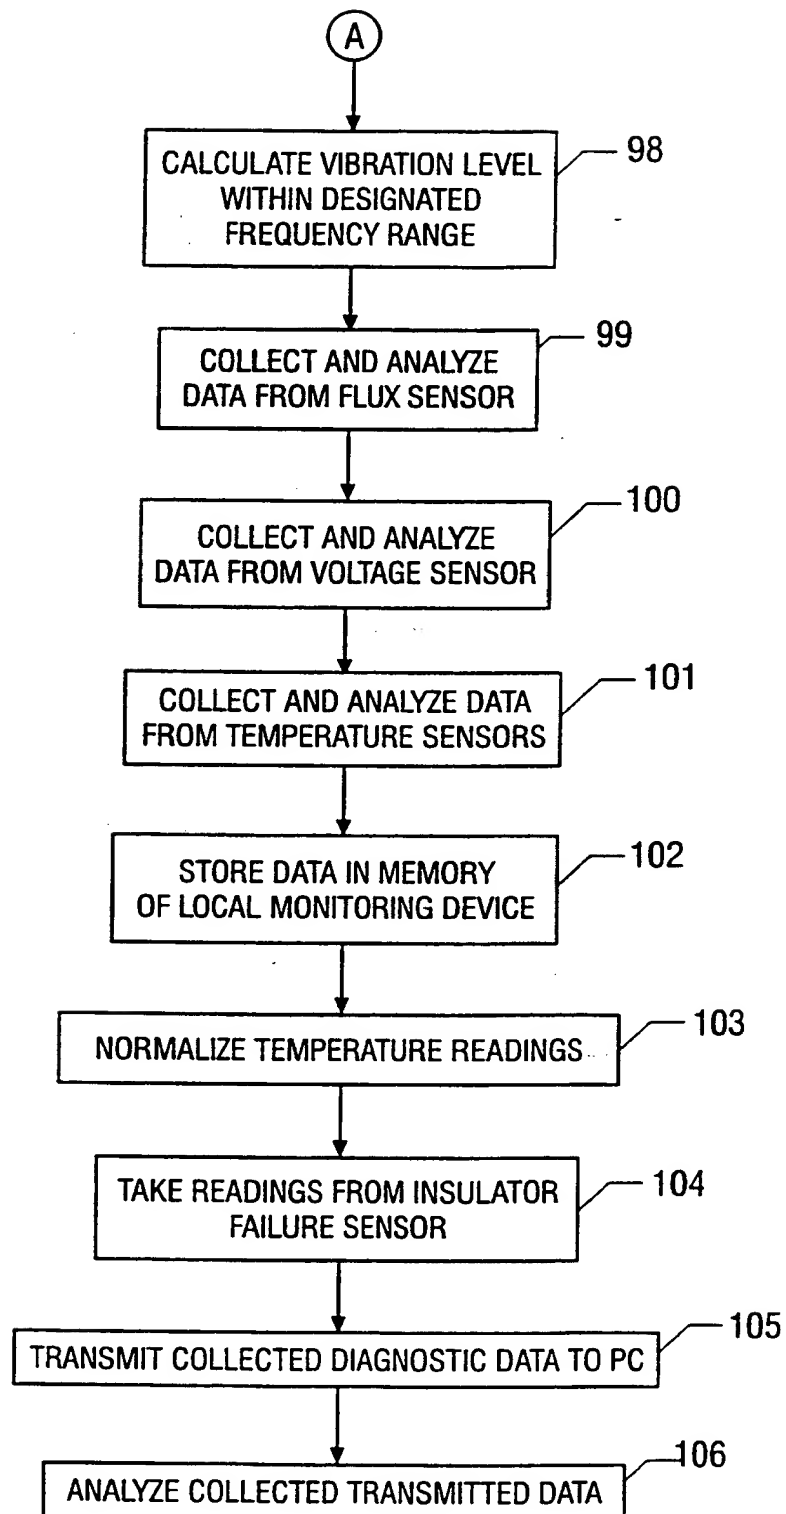 A
CALCULATE VIBRATION LEVEL
WITHIN DESIGNATED
FREQUENCY RANGE
98
COLLECT AND ANALYZE
DATA FROM FLUX SENSOR
99
COLLECT AND ANALYZE
DATA FROM VOLTAGE SENSOR
100
COLLECT AND ANALYZE DATA
FROM TEMPERATURE SENSORS
101
STORE DATA IN MEMORY
OF LOCAL MONITORING DEVICE
102
NORMALIZE TEMPERATURE READINGS
103
TAKE READINGS FROM INSULATOR
FAILURE SENSOR
104
TRANSMIT COLLECTED DIAGNOSTIC DATA TO PC
105
ANALYZE COLLECTED TRANSMITTED DATA
106